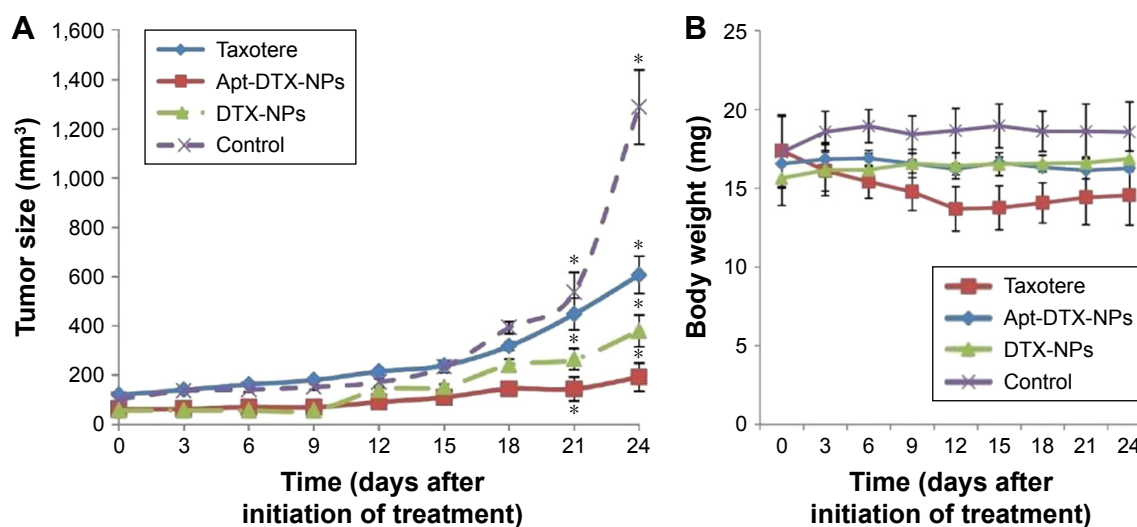 A
Tumor size (mm³)
1,600
1,400
1,200
1,000
800
600
400
200
0
Taxotere
Apt-DTX-NPs
DTX-NPs
Control
*
*
*
*
*
*
*
0 3 6 9 12 15 18 21 24
Time (days after
initiation of treatment)
B
Body weight (mg)
25
20
15
10
5
0
Taxotere
Apt-DTX-NPs
DTX-NPs
Control
0 3 6 9 12 15 18 21 24
Time (days after
initiation of treatment)